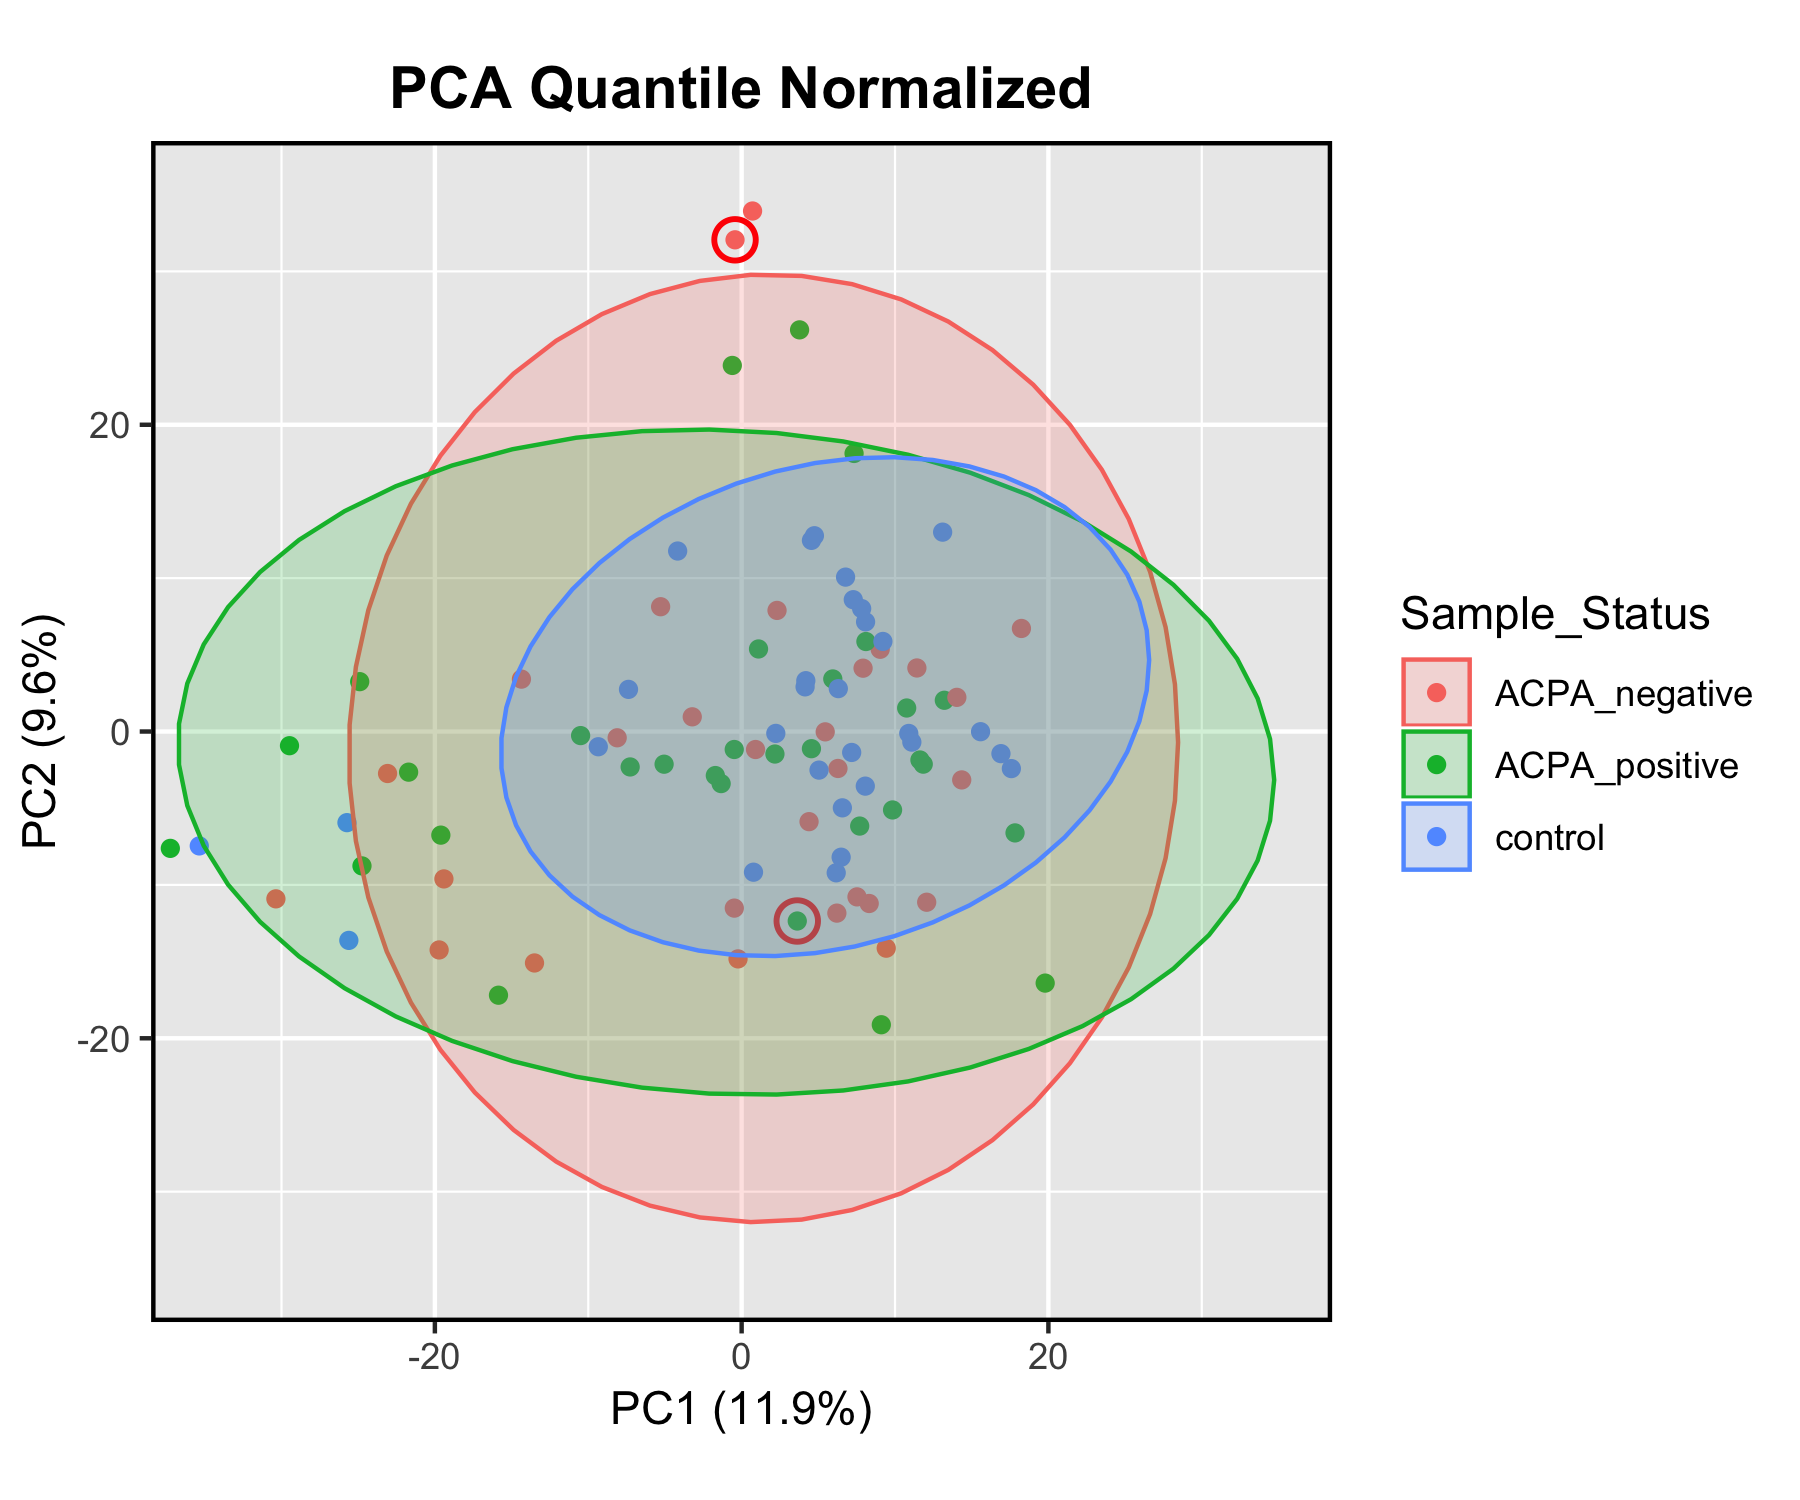 PCA Quantile Normalized
PC2 (9.6%)
20
0
-20
-20
0
20
PC1 (11.9%)
Sample_Status
ACPA_negative
ACPA_positive
control